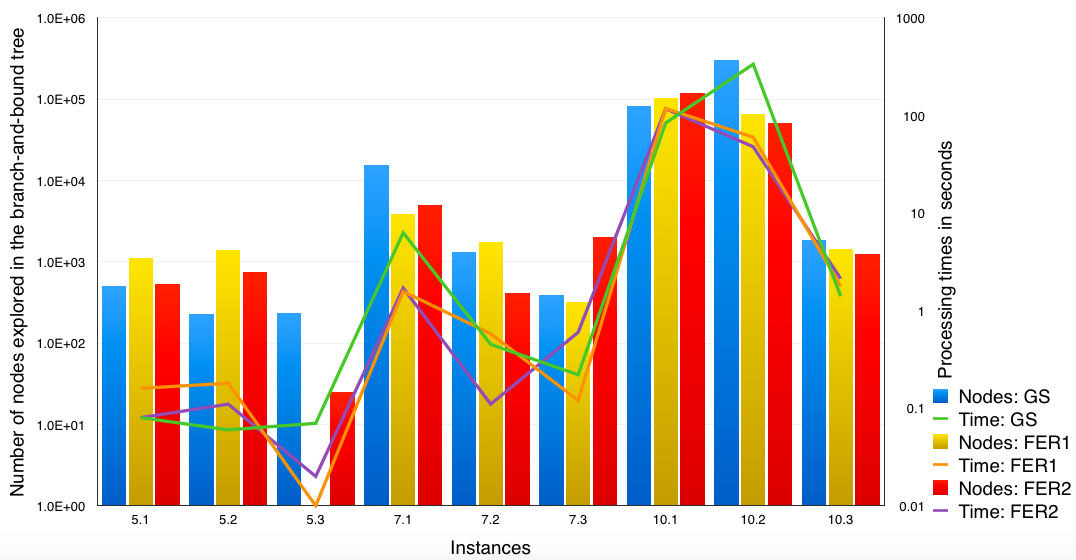 Number of nodes explored in the branch-and-bound tree
1.0E+06
1.0E+05
1.0E+04
1.0E+03
1.0E+02
1.0E+01
1.0E+00
5.1 5.2 5.3 7.1 7.2 7.3 10.1 10.2 10.3
Instances
1000
100
10
1
0.1
0.01
Processing times in seconds
Nodes: GS
Time: GS
Nodes: FER1
Time: FER1
Nodes: FER2
Time: FER2